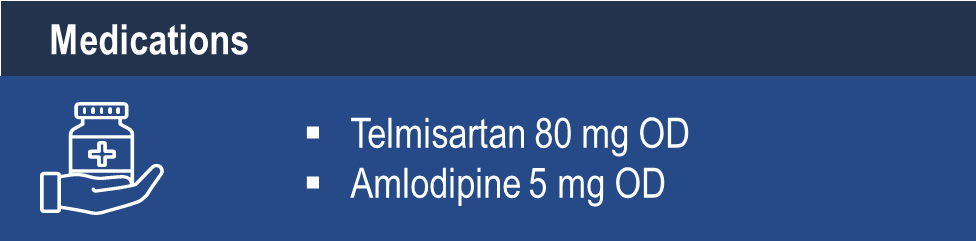 Medications
▪ Telmisartan 80 mg OD
▪ Amlodipine 5 mg OD